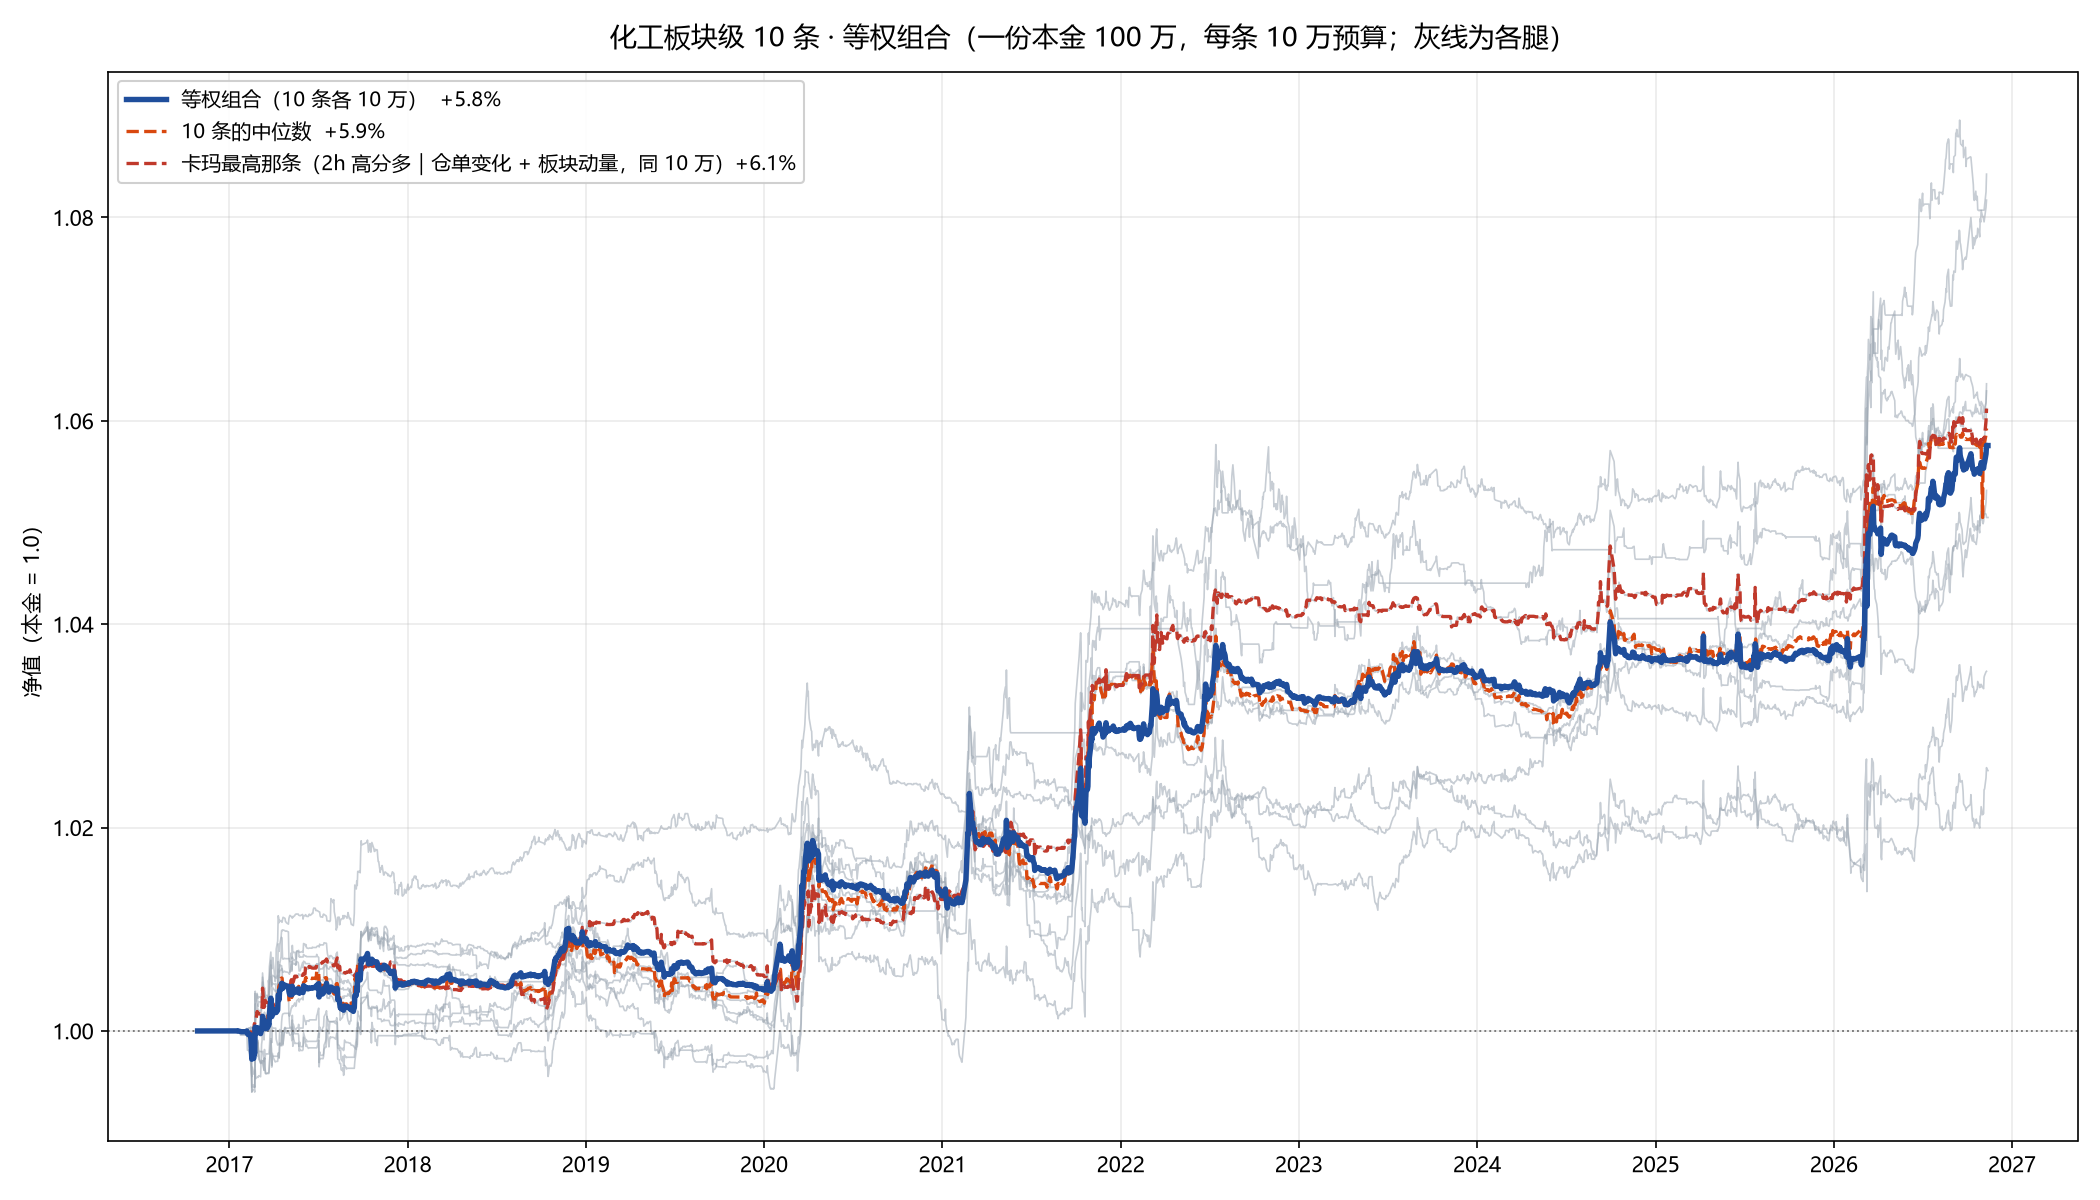 化工板块级 10 条 · 等权组合（一份本金 100 万，每条 10 万预算；灰线为各腿）
等权组合（10 条各 10 万） +5.8%
10 条的中位数 +5.9%
卡玛最高那条（2h 高分多 | 仓单变化 + 板块动量，同 10 万）+6.1%
净值（本金 = 1.0）
1.08
1.06
1.04
1.02
1.00
2017 2018 2019 2020 2021 2022 2023 2024 2025 2026 2027